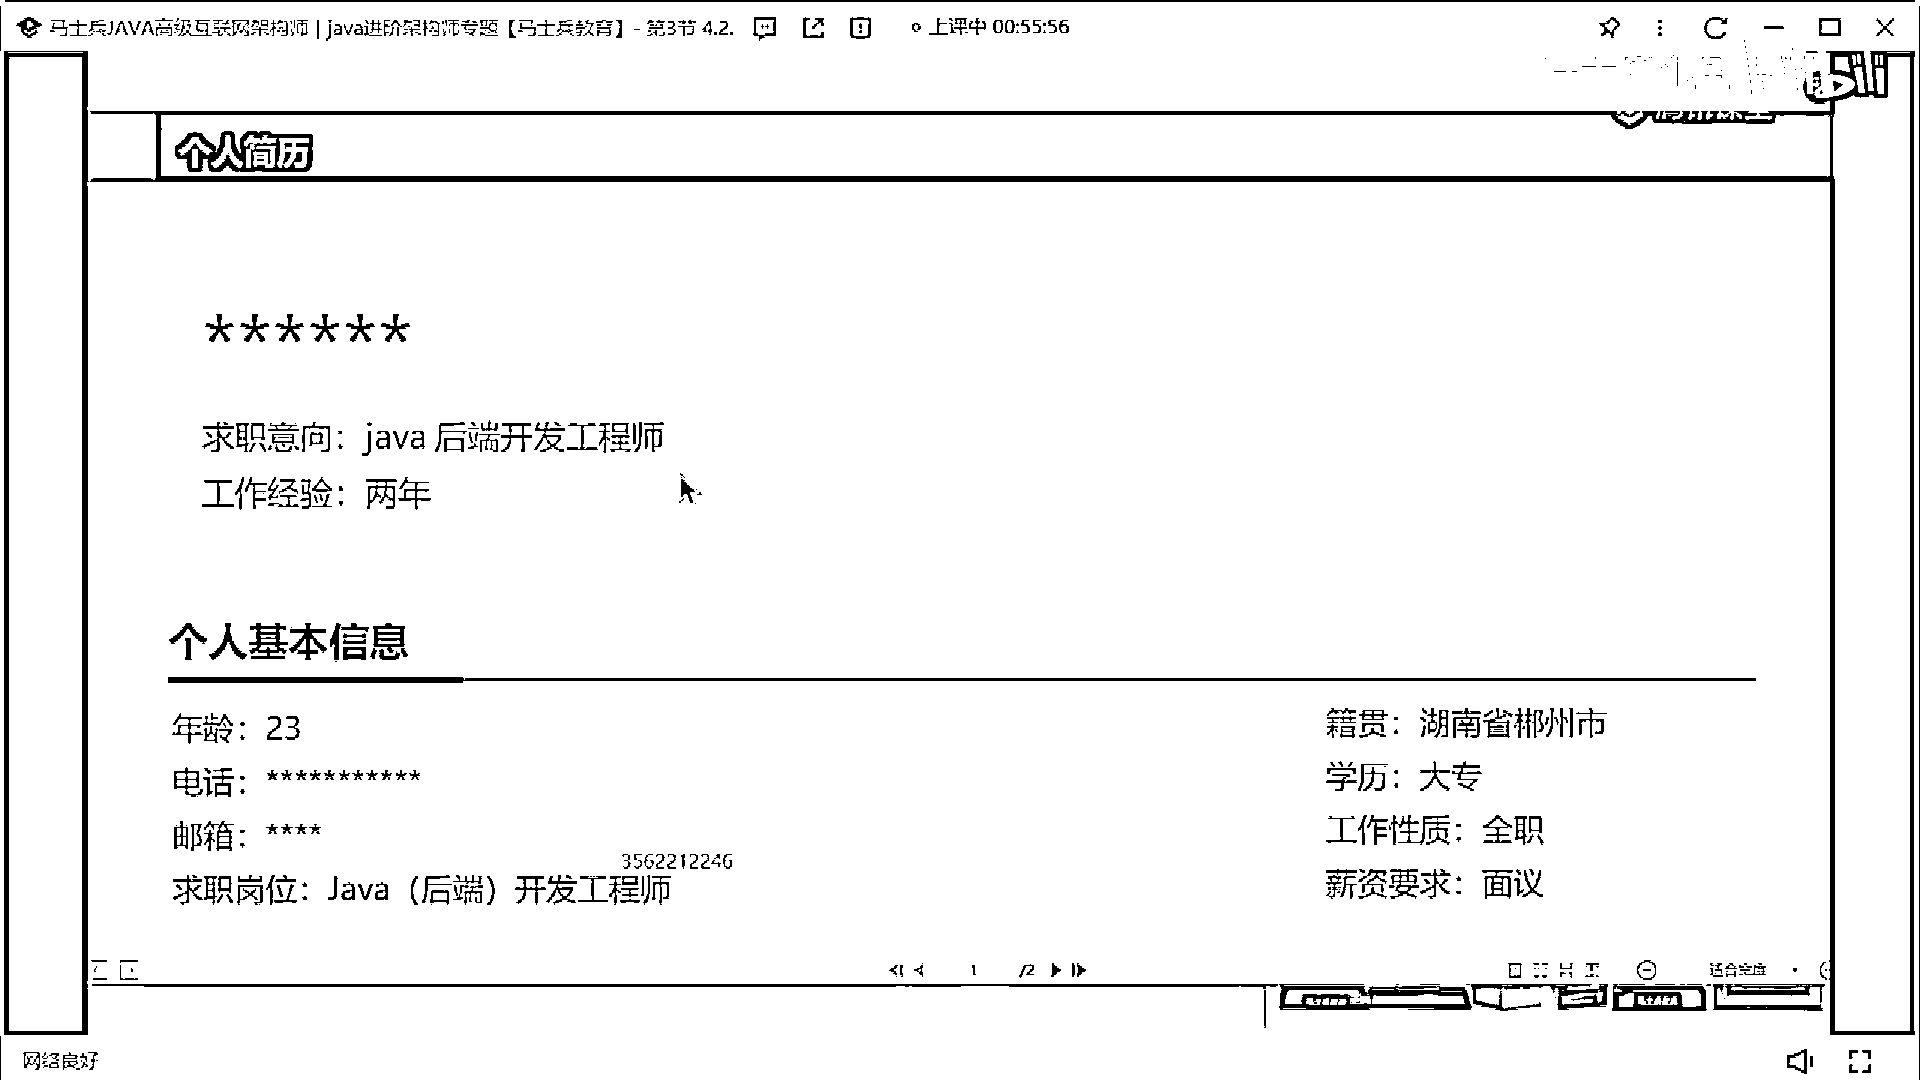 马士兵JAVA高级互联网架构师 | java进阶架构师专题【马士兵教育】- 第3节 4.2. 上课中 00:55:56
bili
腾讯课堂
个人简历
******
求职意向：java 后端开发工程师
工作经验：两年
个人基本信息
年龄：23
籍贯：湖南省郴州市
电话：***********
学历：大专
邮箱：****
工作性质：全职
3562212246
求职岗位：Java（后端）开发工程师
薪资要求：面议
1 /2
适合宽度
网络良好